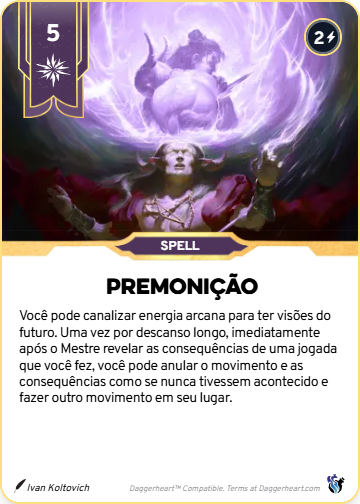 5
2
SPELL
PREMONIÇÃO
Você pode canalizar energia arcana para ter visões do
futuro. Uma vez por descanso longo, imediatamente
após o Mestre revelar as consequências de uma jogada
que você fez, você pode anular o movimento e as
consequências como se nunca tivessem acontecido e
fazer outro movimento em seu lugar.
Ivan Koltovich
Daggerheart™ Compatible. Terms at Daggerheart.com